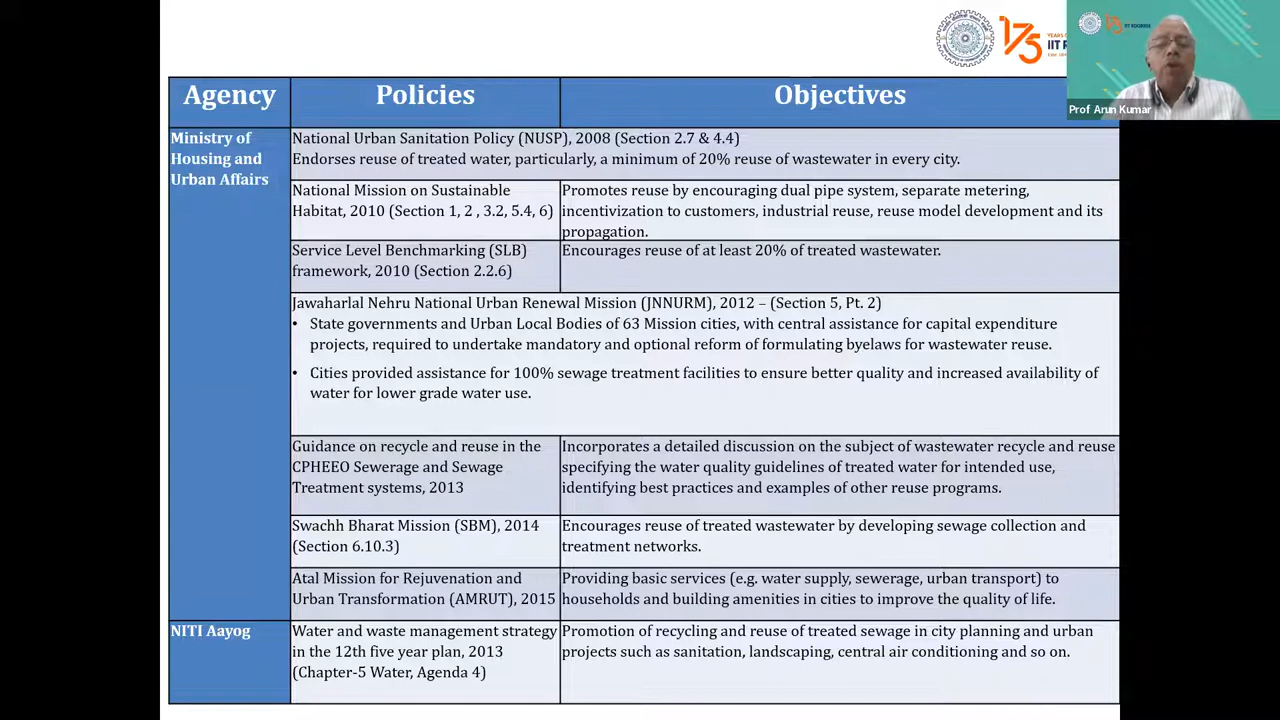 175
YEARS
IIT R
Prof Arun Kumar
Agency
Policies
Objectives
Ministry of
Housing and
Urban Affairs
National Urban Sanitation Policy (NUSP), 2008 (Section 2.7 & 4.4)
Endorses reuse of treated water, particularly, a minimum of 20% reuse of wastewater in every city.
National Mission on Sustainable
Habitat, 2010 (Section 1, 2 , 3.2, 5.4, 6)
Promotes reuse by encouraging dual pipe system, separate metering,
incentivization to customers, industrial reuse, reuse model development and its
propagation.
Service Level Benchmarking (SLB)
framework, 2010 (Section 2.2.6)
Encourages reuse of at least 20% of treated wastewater.
Jawaharlal Nehru National Urban Renewal Mission (JNNURM), 2012 – (Section 5, Pt. 2)
• State governments and Urban Local Bodies of 63 Mission cities, with central assistance for capital expenditure
projects, required to undertake mandatory and optional reform of formulating byelaws for wastewater reuse.
• Cities provided assistance for 100% sewage treatment facilities to ensure better quality and increased availability of
water for lower grade water use.
Guidance on recycle and reuse in the
CPHEEO Sewerage and Sewage
Treatment systems, 2013
Incorporates a detailed discussion on the subject of wastewater recycle and reuse
specifying the water quality guidelines of treated water for intended use,
identifying best practices and examples of other reuse programs.
Swachh Bharat Mission (SBM), 2014
(Section 6.10.3)
Encourages reuse of treated wastewater by developing sewage collection and
treatment networks.
Atal Mission for Rejuvenation and
Urban Transformation (AMRUT), 2015
Providing basic services (e.g. water supply, sewerage, urban transport) to
households and building amenities in cities to improve the quality of life.
NITI Aayog
Water and waste management strategy
in the 12th five year plan, 2013
(Chapter-5 Water, Agenda 4)
Promotion of recycling and reuse of treated sewage in city planning and urban
projects such as sanitation, landscaping, central air conditioning and so on.